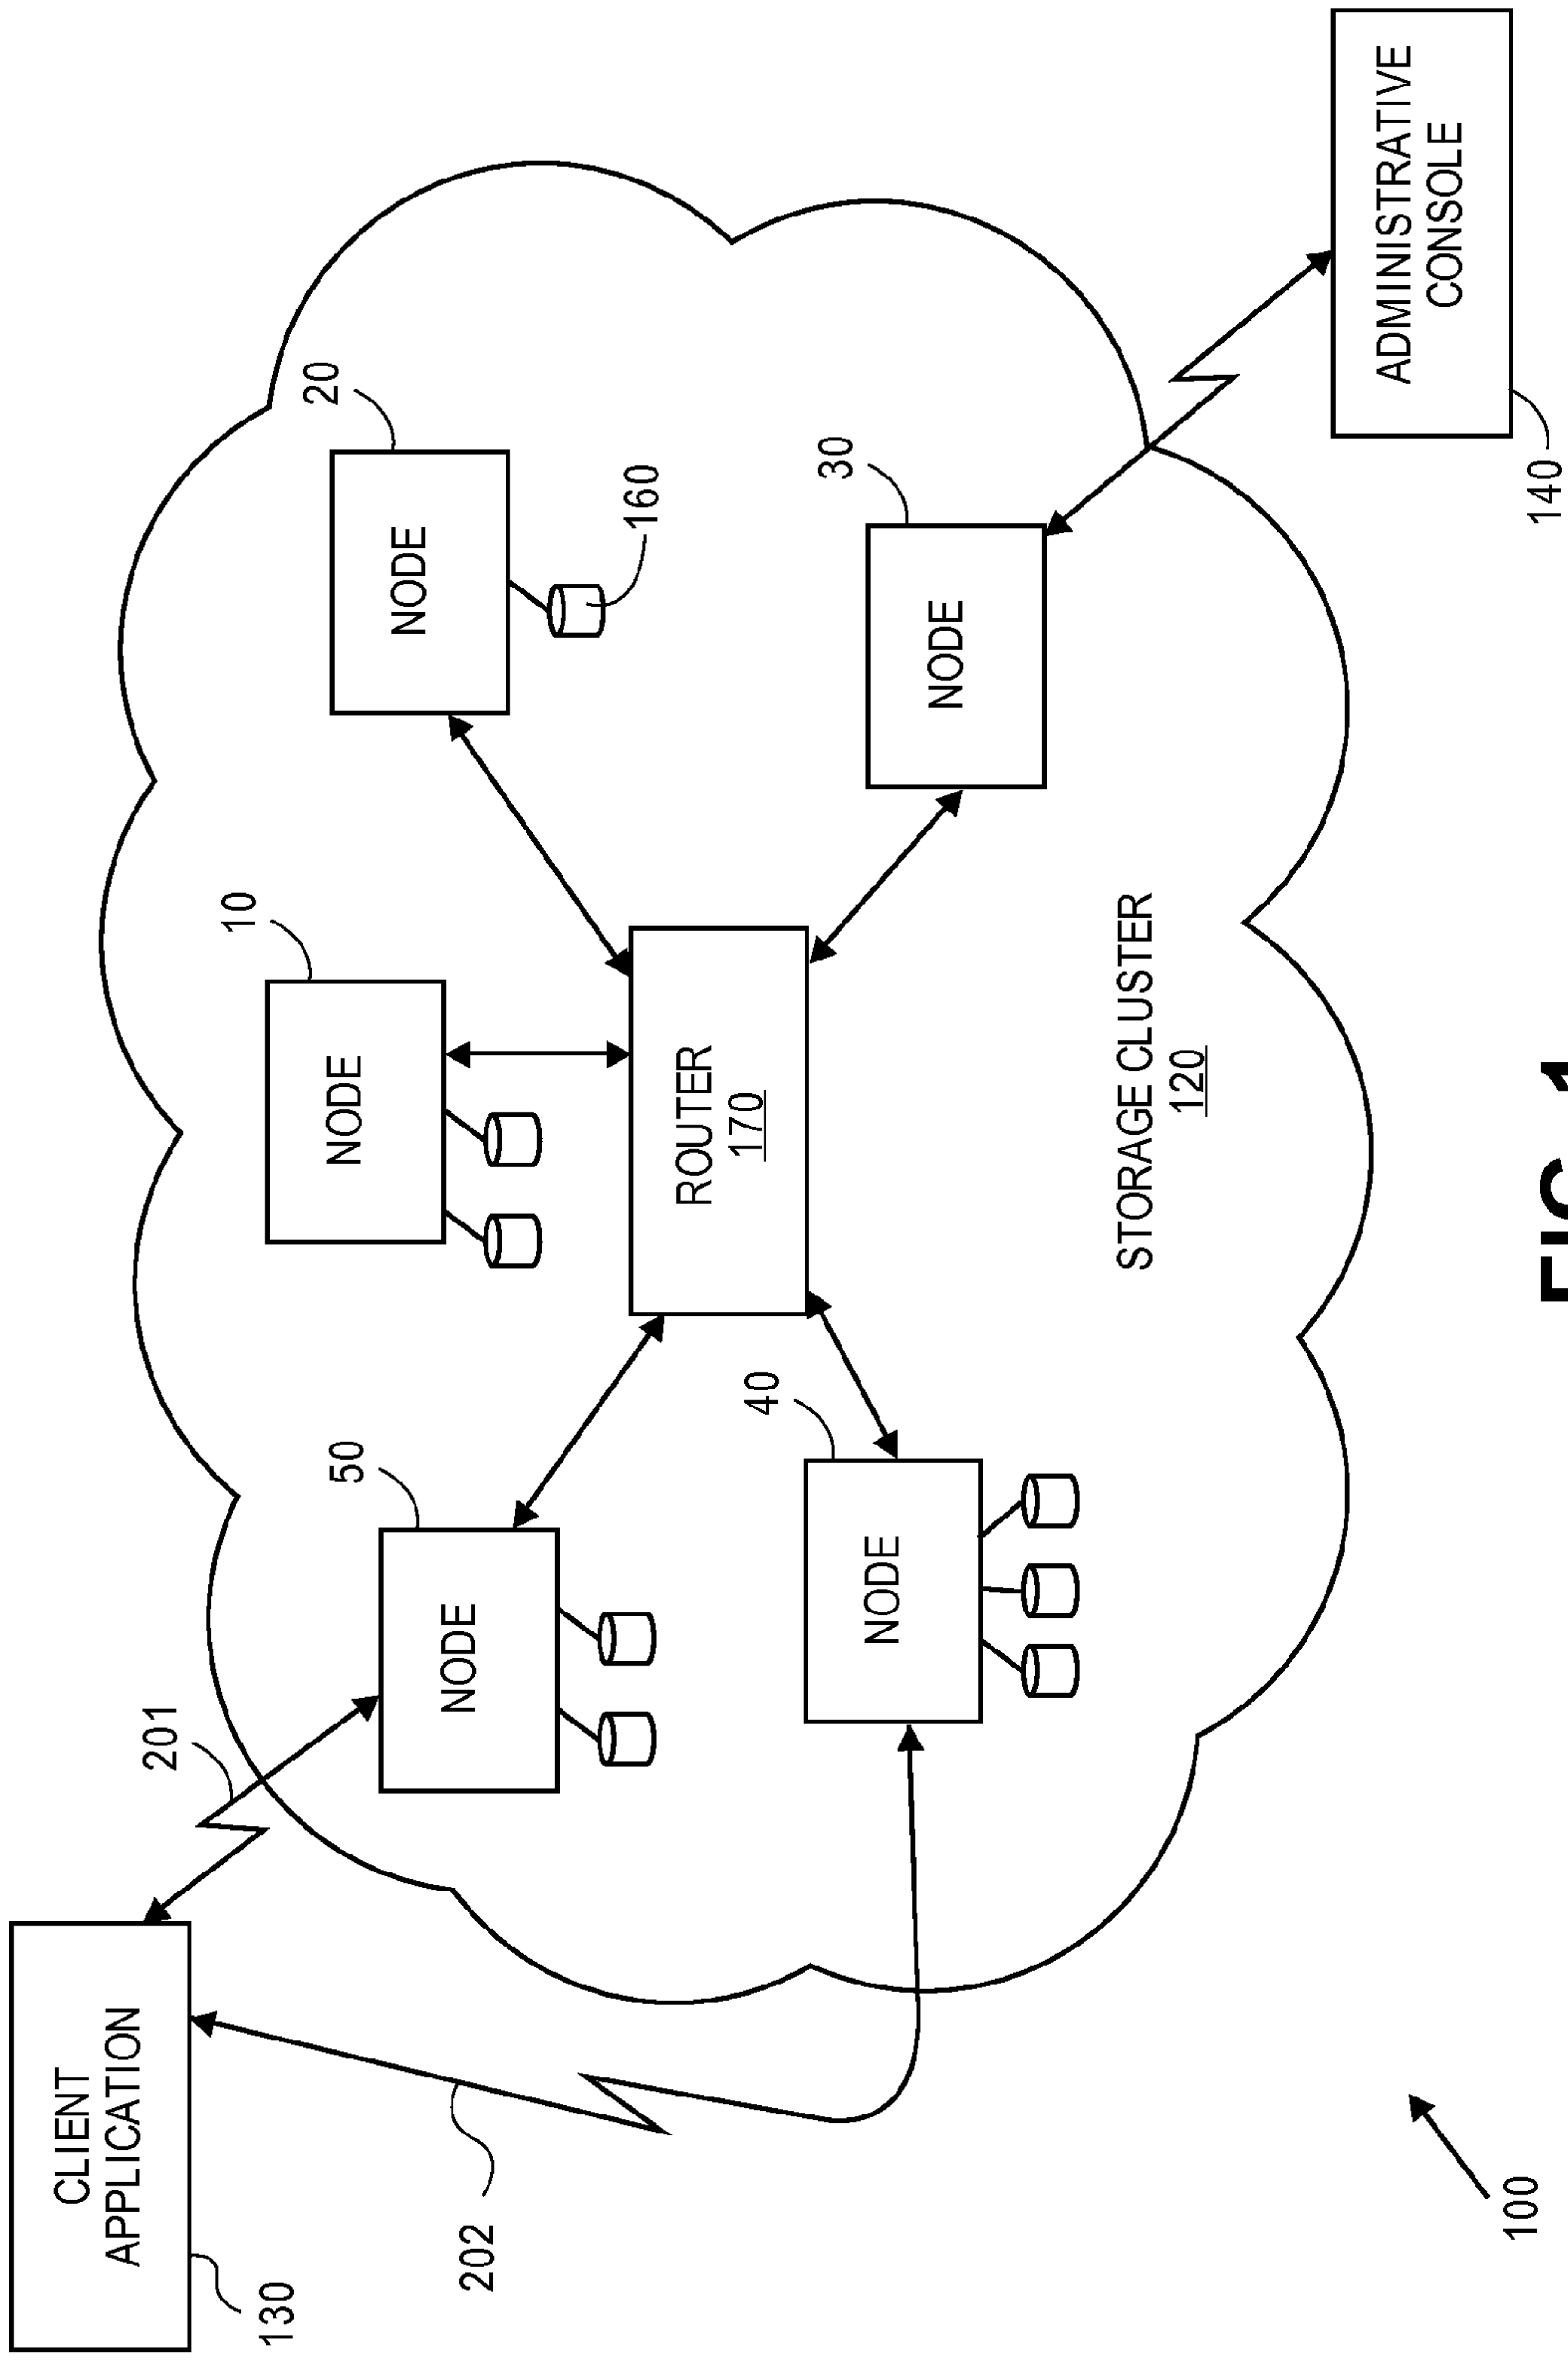 CLIENT
APPLICATION
130
201
202
50
NODE
10
NODE
20
NODE
160
ROUTER
170
40
NODE
30
NODE
STORAGE CLUSTER
120
ADMINISTRATIVE
CONSOLE
140
100